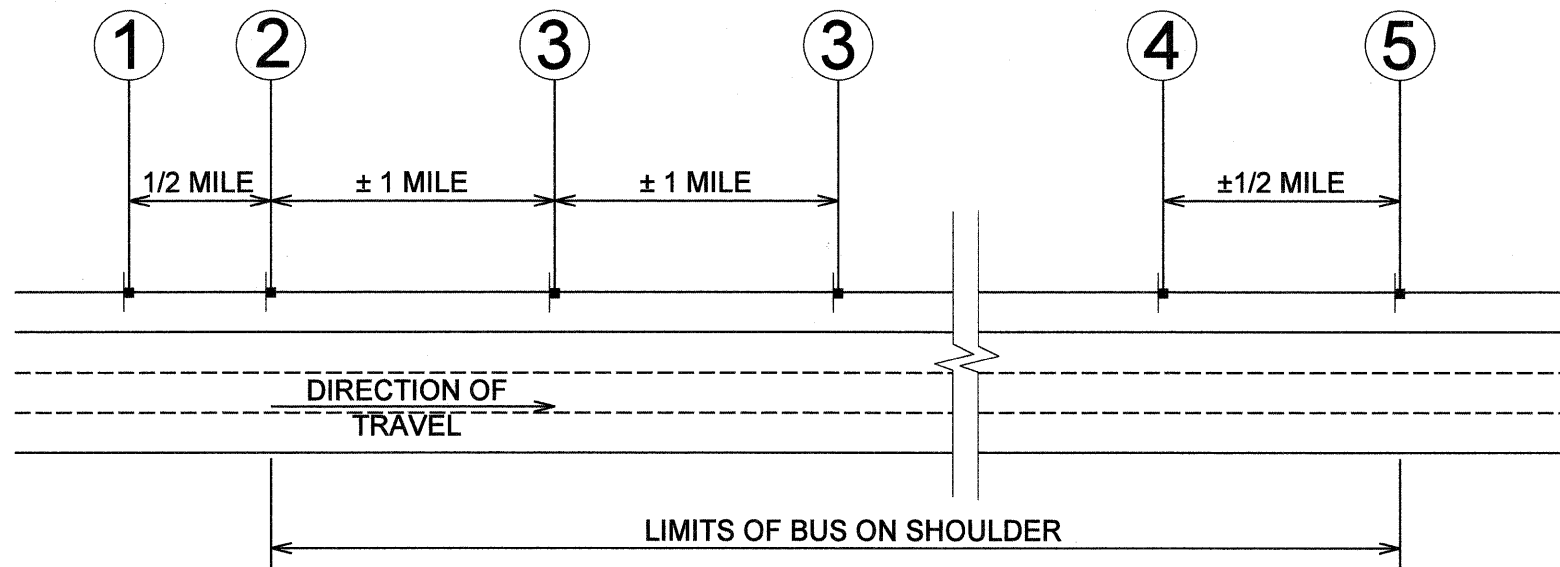 1 2 3 3 4 5
1/2 MILE ± 1 MILE ± 1 MILE ±1/2 MILE
DIRECTION OF
TRAVEL
LIMITS OF BUS ON SHOULDER